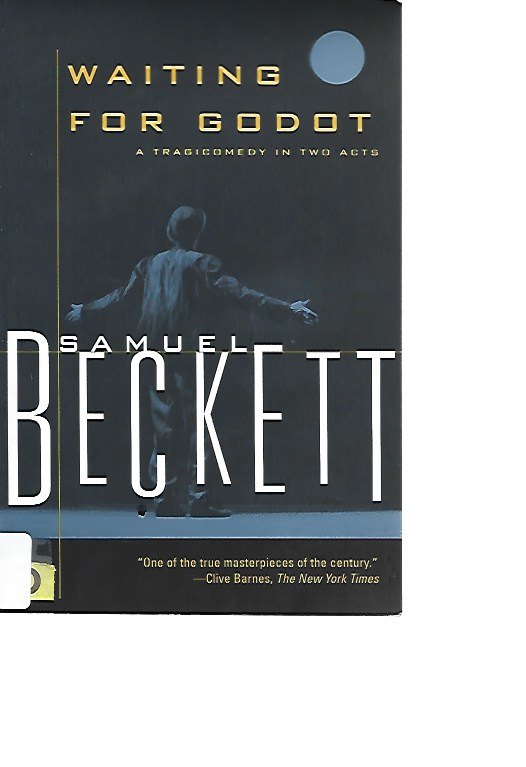 WAITING
FOR GODOT
A TRAGICOMEDY IN TWO ACTS
SAMUEL
BECKETT
"One of the true masterpieces of the century."
—Clive Barnes, The New York Times